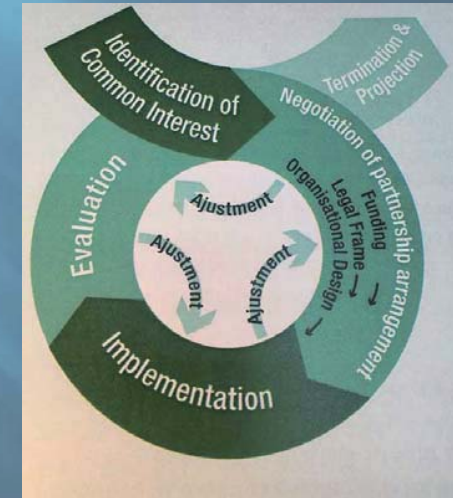 Identification of
Common Interest
Termination &
Projection
Negotiation of partnership arrangement
Funding
Legal Frame
Organisational Design
Implementation
Evaluation
Ajustment
Ajustment
Ajustment